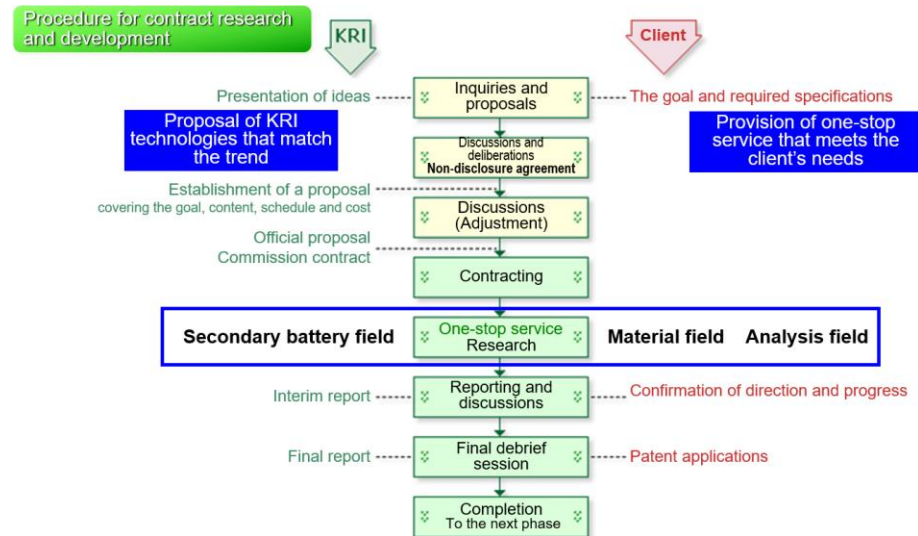 Procedure for contract research
and development
KRI
Client
Presentation of ideas
Inquiries and
proposals
The goal and required specifications
Proposal of KRI
technologies that match
the trend
Provision of one-stop
service that meets the
client's needs
Discussions and
deliberations
Non-disclosure agreement
Establishment of a proposal
covering the goal, content, schedule and cost
Discussions
(Adjustment)
Official proposal
Commission contract
Contracting
Secondary battery field
One-stop service
Research
Material field
Analysis field
Interim report
Reporting and
discussions
Confirmation of direction and progress
Final report
Final debrief
session
Patent applications
Completion
To the next phase